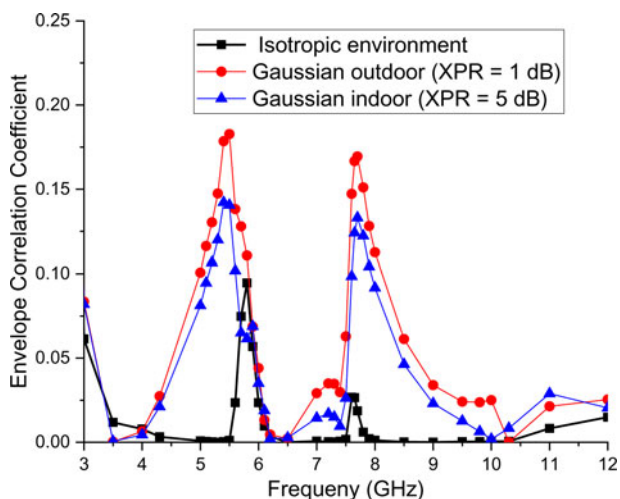 0.25
0.20
0.15
0.10
0.05
0.00
Envelope Correlation Coefficient
Isotropic environment
Gaussian outdoor (XPR = 1 dB)
Gaussian indoor (XPR = 5 dB)
3 4 5 6 7 8 9 10 11 12
Frequeny (GHz)